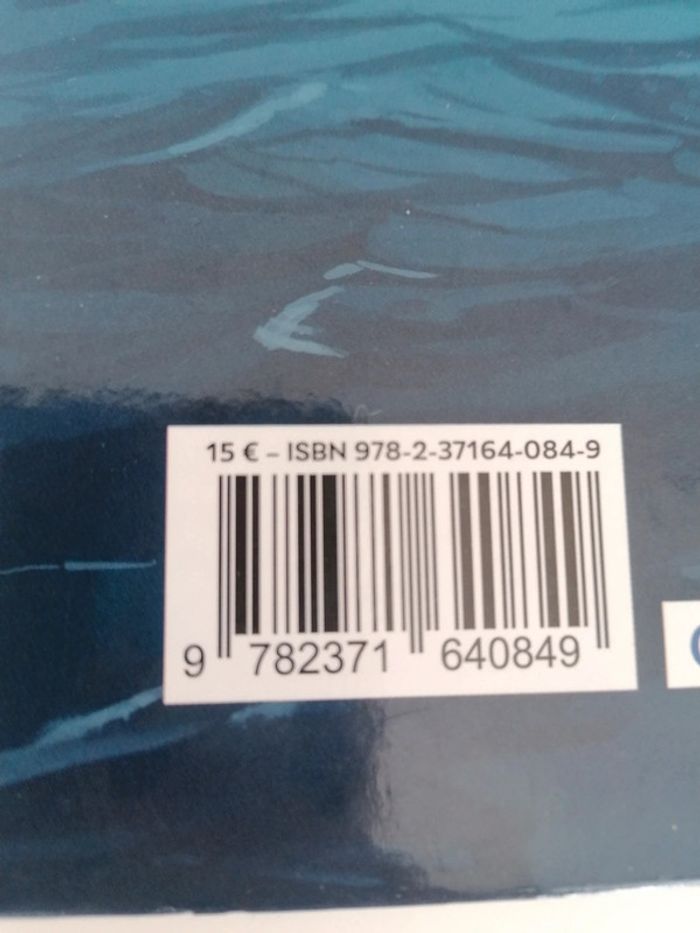 15 € – ISBN 978-2-37164-084-9
9 782371 640849